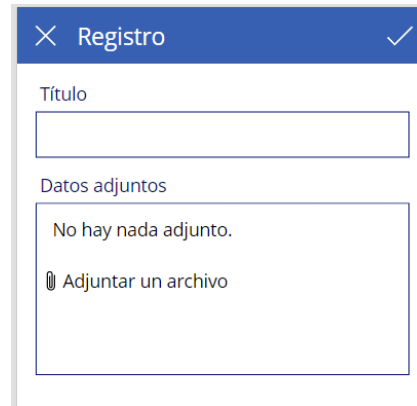 Registro
Título
Datos adjuntos
No hay nada adjunto.
Adjuntar un archivo